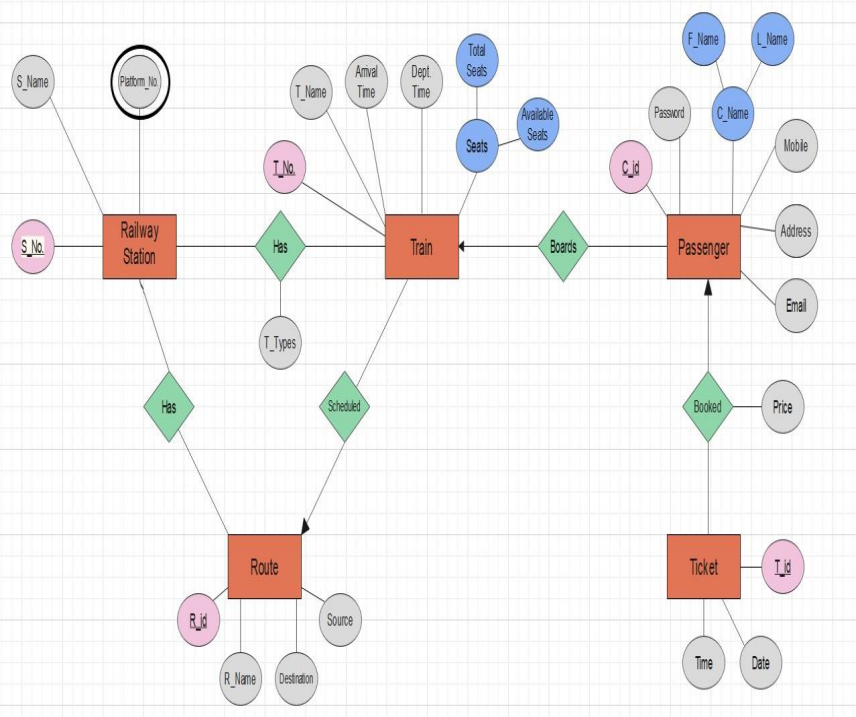 Total
Seats
F_Name
L_Name
S_Name
Platform_No.
T_Name
Arrival
Time
Dept.
Time
Available
Seats
Seats
Password
C_Name
Mobile
T_No.
C_id
S_No.
Railway
Station
Has
Train
Boards
Passenger
Address
Email
T_Types
Has
Scheduled
Booked
Price
Route
Ticket
T_id
R_id
Source
R_Name
Destination
Time
Date